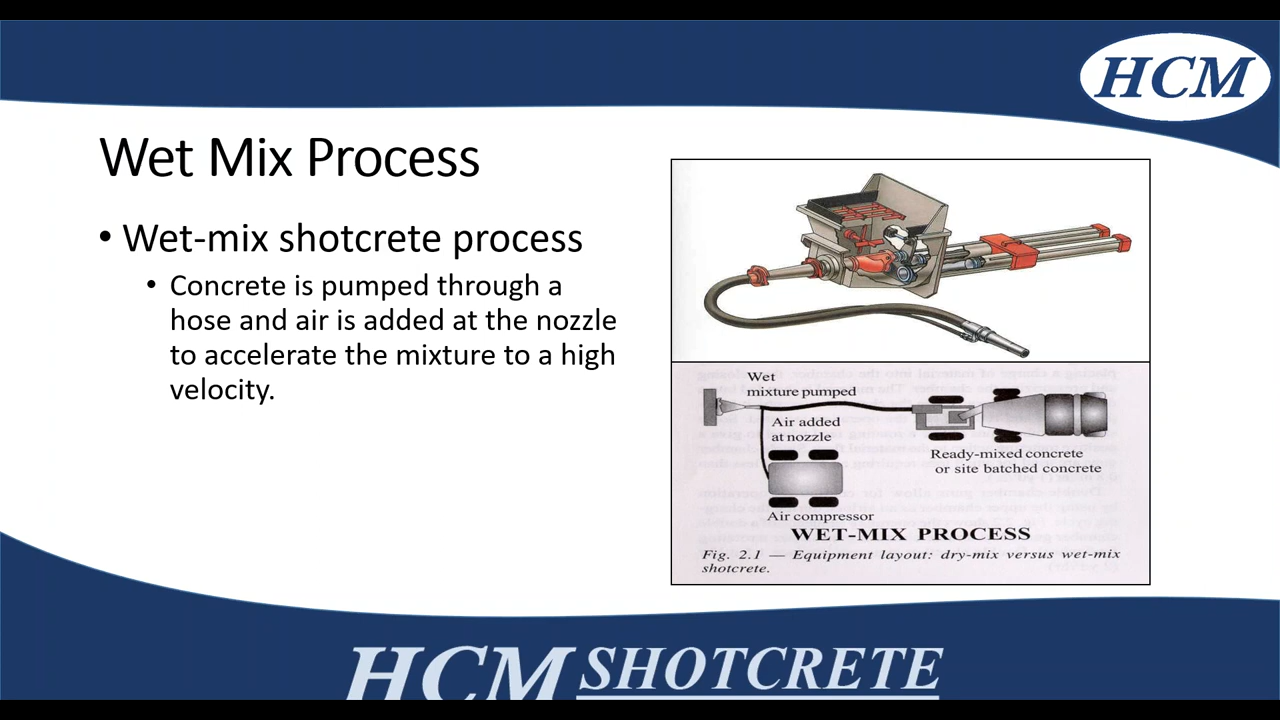 HCM
Wet Mix Process
• Wet-mix shotcrete process
• Concrete is pumped through a
hose and air is added at the nozzle
to accelerate the mixture to a high
velocity.
Wet
mixture pumped
Air added
at nozzle
Ready-mixed concrete
or site batched concrete
Air compressor
WET-MIX PROCESS
Fig. 2.1 — Equipment layout: dry-mix versus wet-mix
shotcrete.
HCM SHOTCRETE